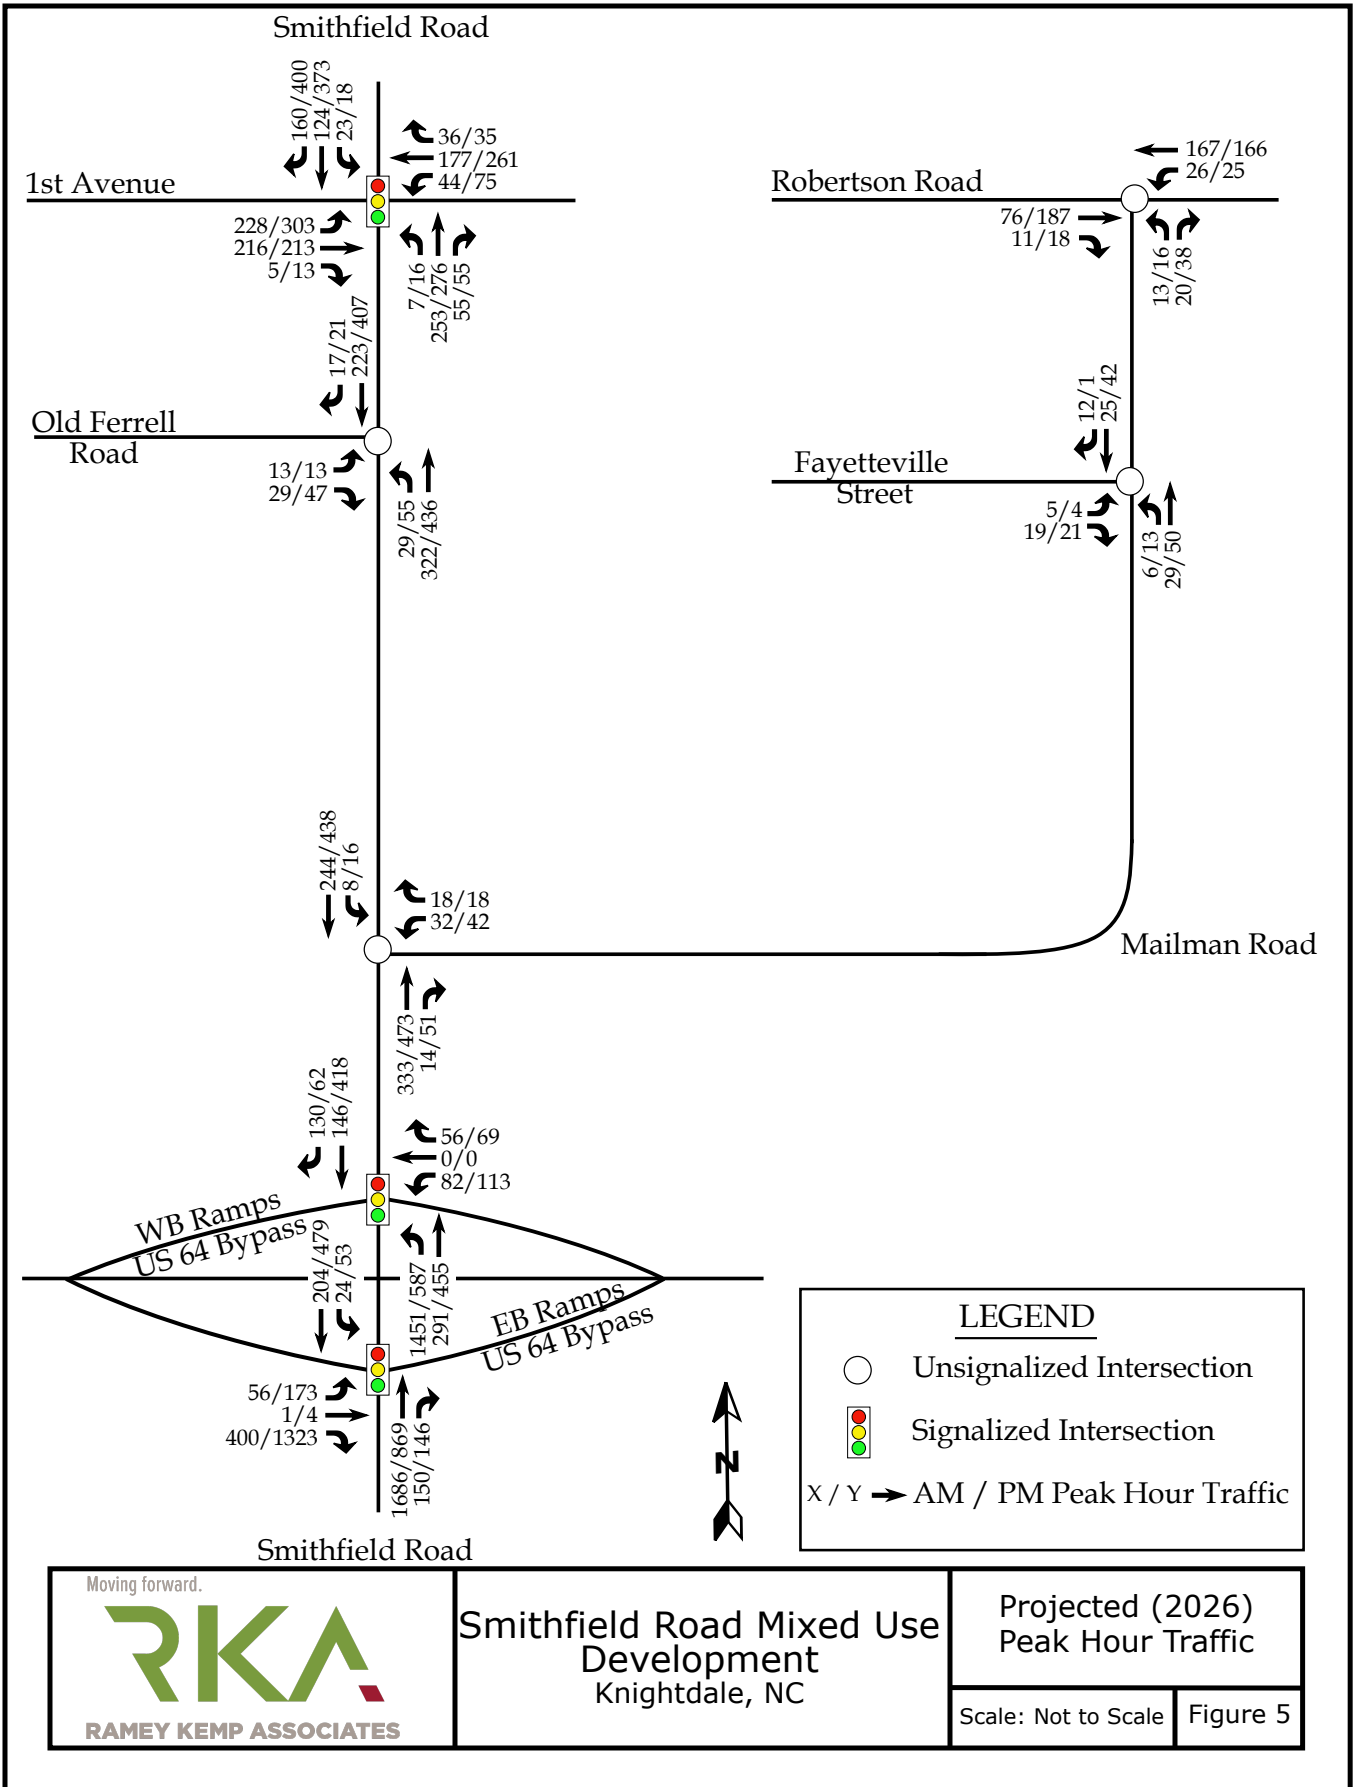 Smithfield Road
160/400
124/373
23/18
36/35
177/261
44/75
1st Avenue
228/303
216/213
5/13
7/16
253/276
55/55
Robertson Road
167/166
26/25
76/187
11/18
13/16
20/38
17/21
223/407
Old Ferrell
Road
13/13
29/47
29/55
322/436
12/1
25/42
Fayetteville
Street
5/4
19/21
6/13
29/50
244/438
8/16
18/18
32/42
Mailman Road
333/473
14/51
130/62
146/418
56/69
0/0
82/113
WB Ramps
US 64 Bypass
204/479
24/53
1451/587
291/455
EB Ramps
US 64 Bypass
56/173
1/4
400/1323
1686/869
150/146
N
Smithfield Road
LEGEND
Unsignalized Intersection
Signalized Intersection
X / Y AM / PM Peak Hour Traffic
Moving forward.
RKA
RAMEY KEMP ASSOCIATES
Smithfield Road Mixed Use
Development
Knightdale, NC
Projected (2026)
Peak Hour Traffic
Scale: Not to Scale
Figure 5